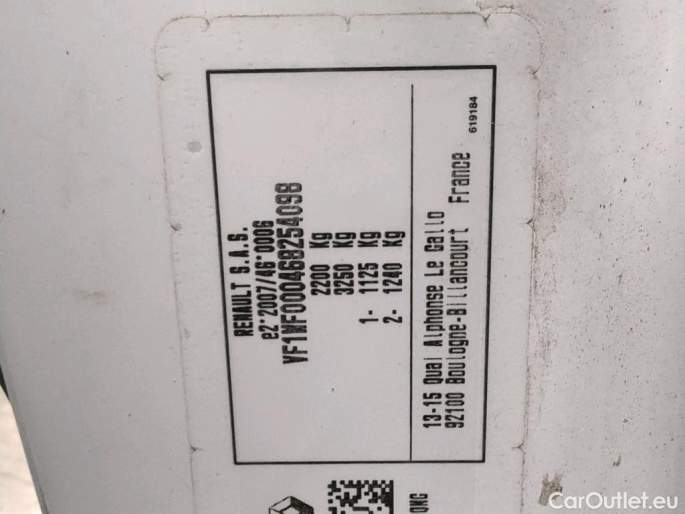 RENAULT S.A.S.
e2*2007/46*0006
VF1WF000468254098
2200 Kg
3250 Kg
1- 1125 Kg
2- 1240 Kg
13-15 Quai Alphonse Le Gallo
92100 Boulogne-Billancourt France
619184
CarOutlet.eu